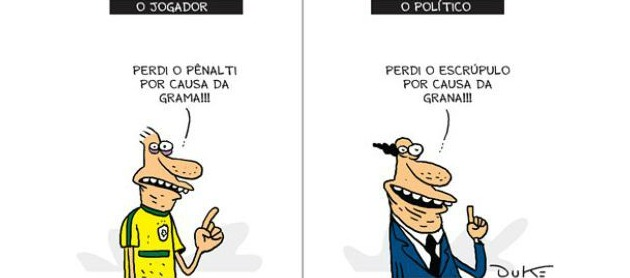 O JOGADOR
PERDI O PÊNALTI
POR CAUSA DA
GRAMA!!!
O POLÍTICO
PERDI O ESCRÚPULO
POR CAUSA DA
GRANA!!!
DUKE